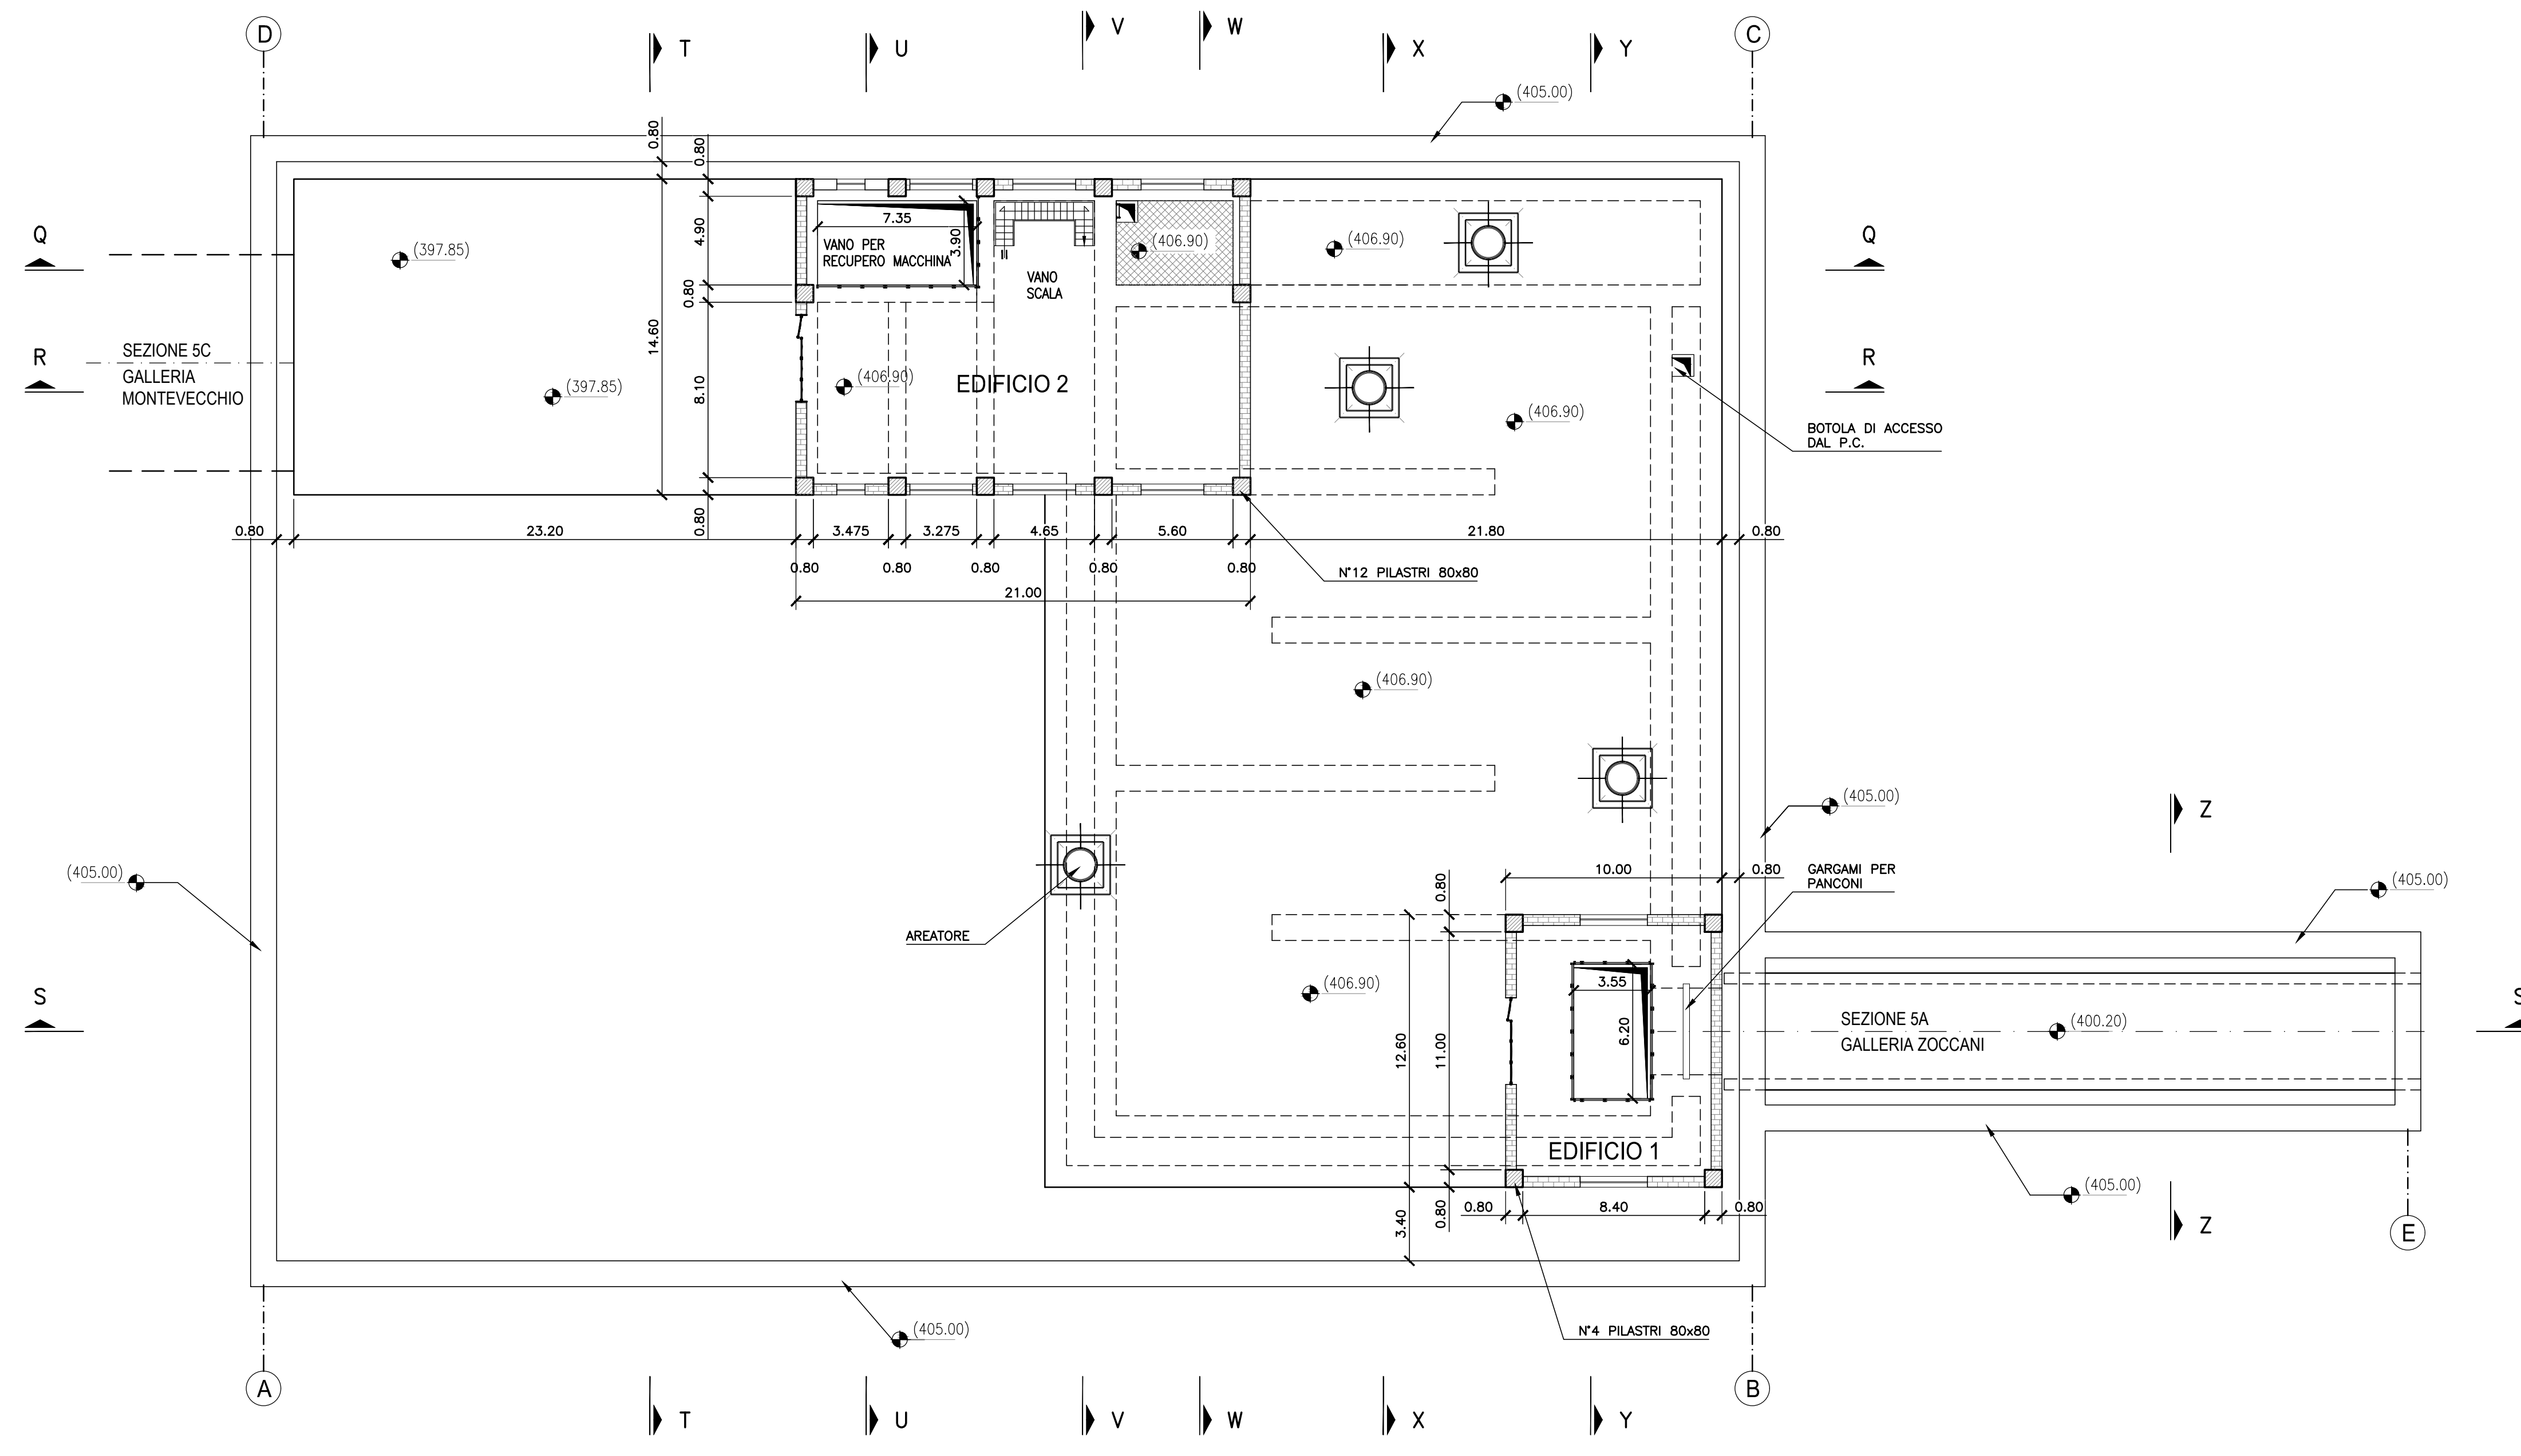 D
T
U
V
W
X
Y
C
(405.00)
0.80
0.80
Q
(397.85)
4.90
7.35
3.90
VANO PER
RECUPERO MACCHINA
VANO
SCALA
(406.90)
(406.90)
Q
0.80
14.60
R
SEZIONE 5C
GALLERIA
MONTEVECCHIO
(397.85)
8.10
(406.90)
EDIFICIO 2
(406.90)
R
BOTOLA DI ACCESSO
DAL P.C.
0.80
23.20
0.80
3.475
3.275
4.65
5.60
21.80
0.80
0.80
0.80
0.80
0.80
0.80
N°12 PILASTRI 80x80
21.00
(406.90)
(405.00)
Z
(405.00)
10.00
0.80
GARGAMI PER
PANCONI
(405.00)
0.80
AREATORE
(406.90)
S
3.55
6.20
12.60
11.00
SEZIONE 5A
GALLERIA ZOCCANI
(400.20)
S
EDIFICIO 1
(405.00)
0.80
8.40
0.80
0.80
3.40
Z
E
(405.00)
N°4 PILASTRI 80x80
A
B
T
U
V
W
X
Y